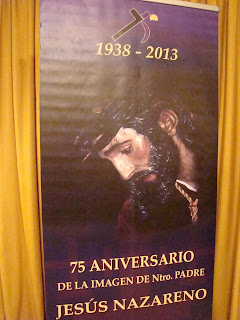 1938 - 2013
75 ANIVERSARIO
DE LA IMAGEN DE Ntro. PADRE
JESÚS NAZARENO